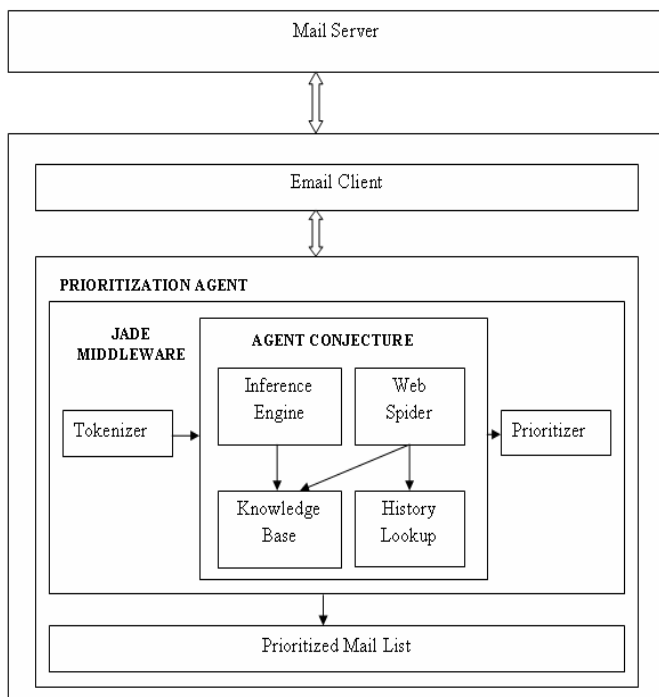 Mail Server
Email Client
PRIORITIZATION AGENT
JADE
MIDDLEWARE
AGENT CONJECTURE
Inference
Engine
Web
Spider
Tokenizer
Prioritizer
Knowledge
Base
History
Lookup
Prioritized Mail List